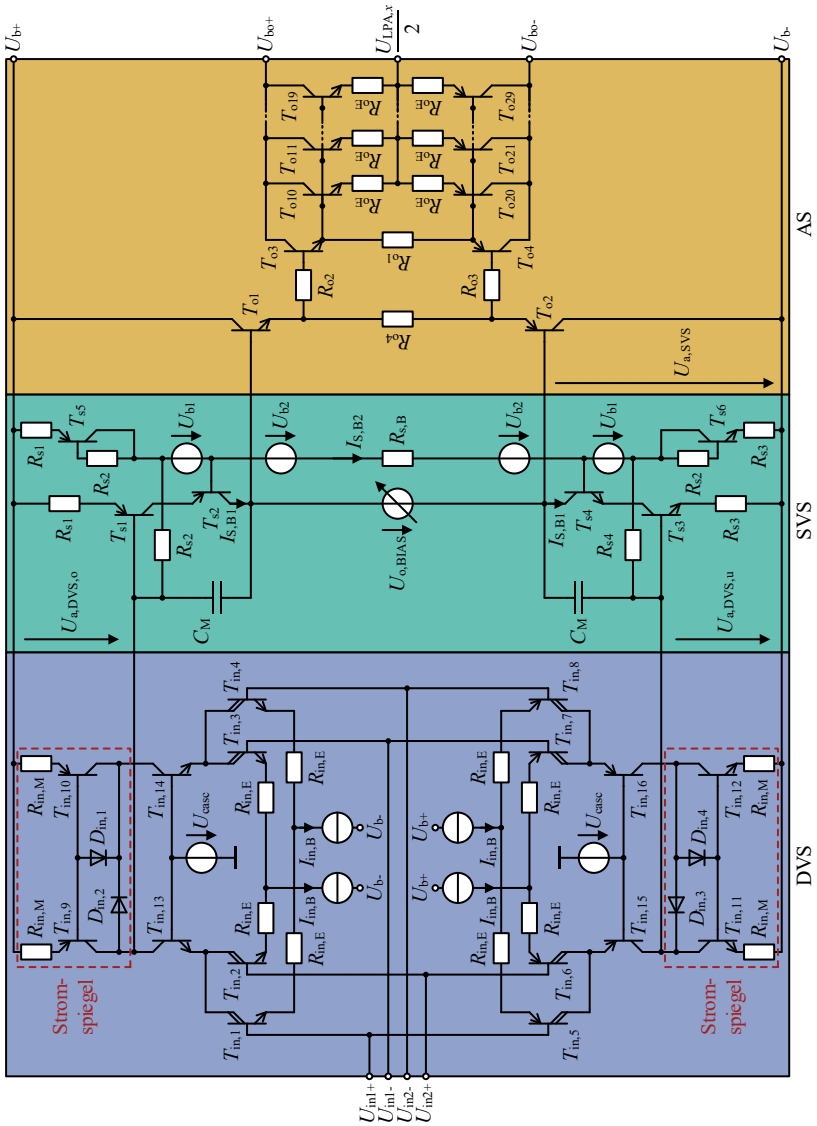 U_b+
U_bo+
U_LPA,x
2
U_bo-
U_b-
T_o19
R_oE
R_oE
T_o29
T_o11
R_oE
R_oE
T_o21
T_o10
R_oE
R_oE
T_o20
T_o3
R_o1
T_o4
R_o2
R_o3
T_o1
R_o4
T_o2
U_a,SVS
AS
R_s1
T_s5
R_s2
U_b1
U_b2
I_S,B2
R_s,B
U_b2
U_b1
T_s6
R_s2
R_s3
R_s1
T_s1
R_s2
T_s2
I_S,B1
U_o,BIAS
I_S,B1
T_s4
R_s4
T_s3
R_s3
U_a,DVS,o
C_M
C_M
U_a,DVS,u
SVS
T_in,4
T_in,8
R_in,M
T_in,10
T_in,14
T_in,3
T_in,7
T_in,16
T_in,12
R_in,M
R_in,E
R_in,E
R_in,E
R_in,E
D_in,1
D_in,2
U_casc
I_in,B
U_b-
U_b+
I_in,B
U_casc
D_in,4
D_in,3
I_in,B
U_b-
U_b+
I_in,B
R_in,M
T_in,9
T_in,13
T_in,2
R_in,E
R_in,E
R_in,E
R_in,E
T_in,6
T_in,15
T_in,11
R_in,M
T_in,1
T_in,5
Strom-
spiegel
Strom-
spiegel
DVS
U_in1+
U_in1-
U_in2-
U_in2+